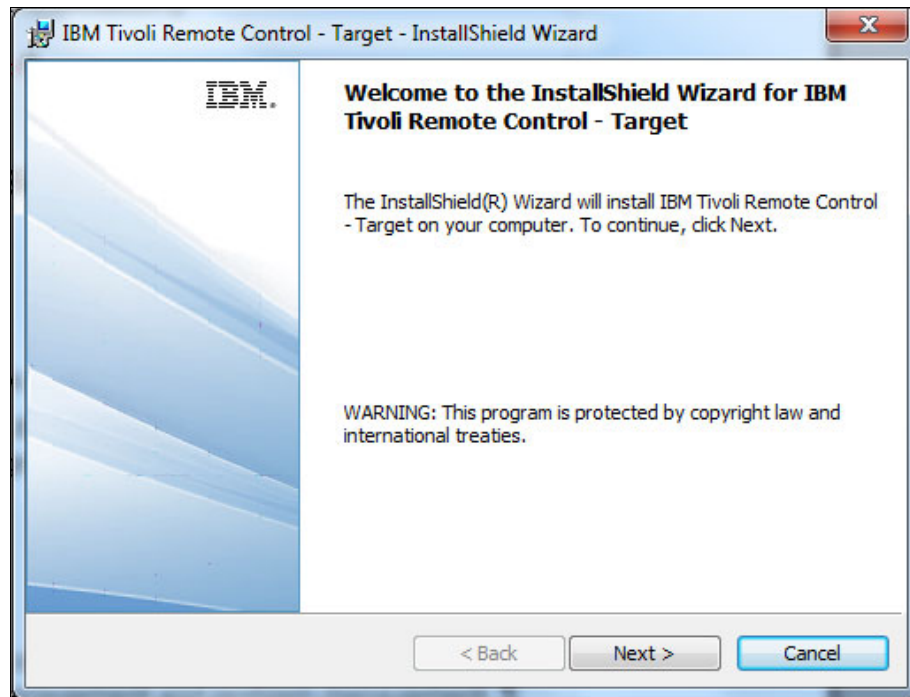 IBM Tivoli Remote Control - Target - InstallShield Wizard
IBM.
Welcome to the InstallShield Wizard for IBM
Tivoli Remote Control - Target
The InstallShield(R) Wizard will install IBM Tivoli Remote Control
- Target on your computer. To continue, click Next.
WARNING: This program is protected by copyright law and
international treaties.
< Back
Next >
Cancel